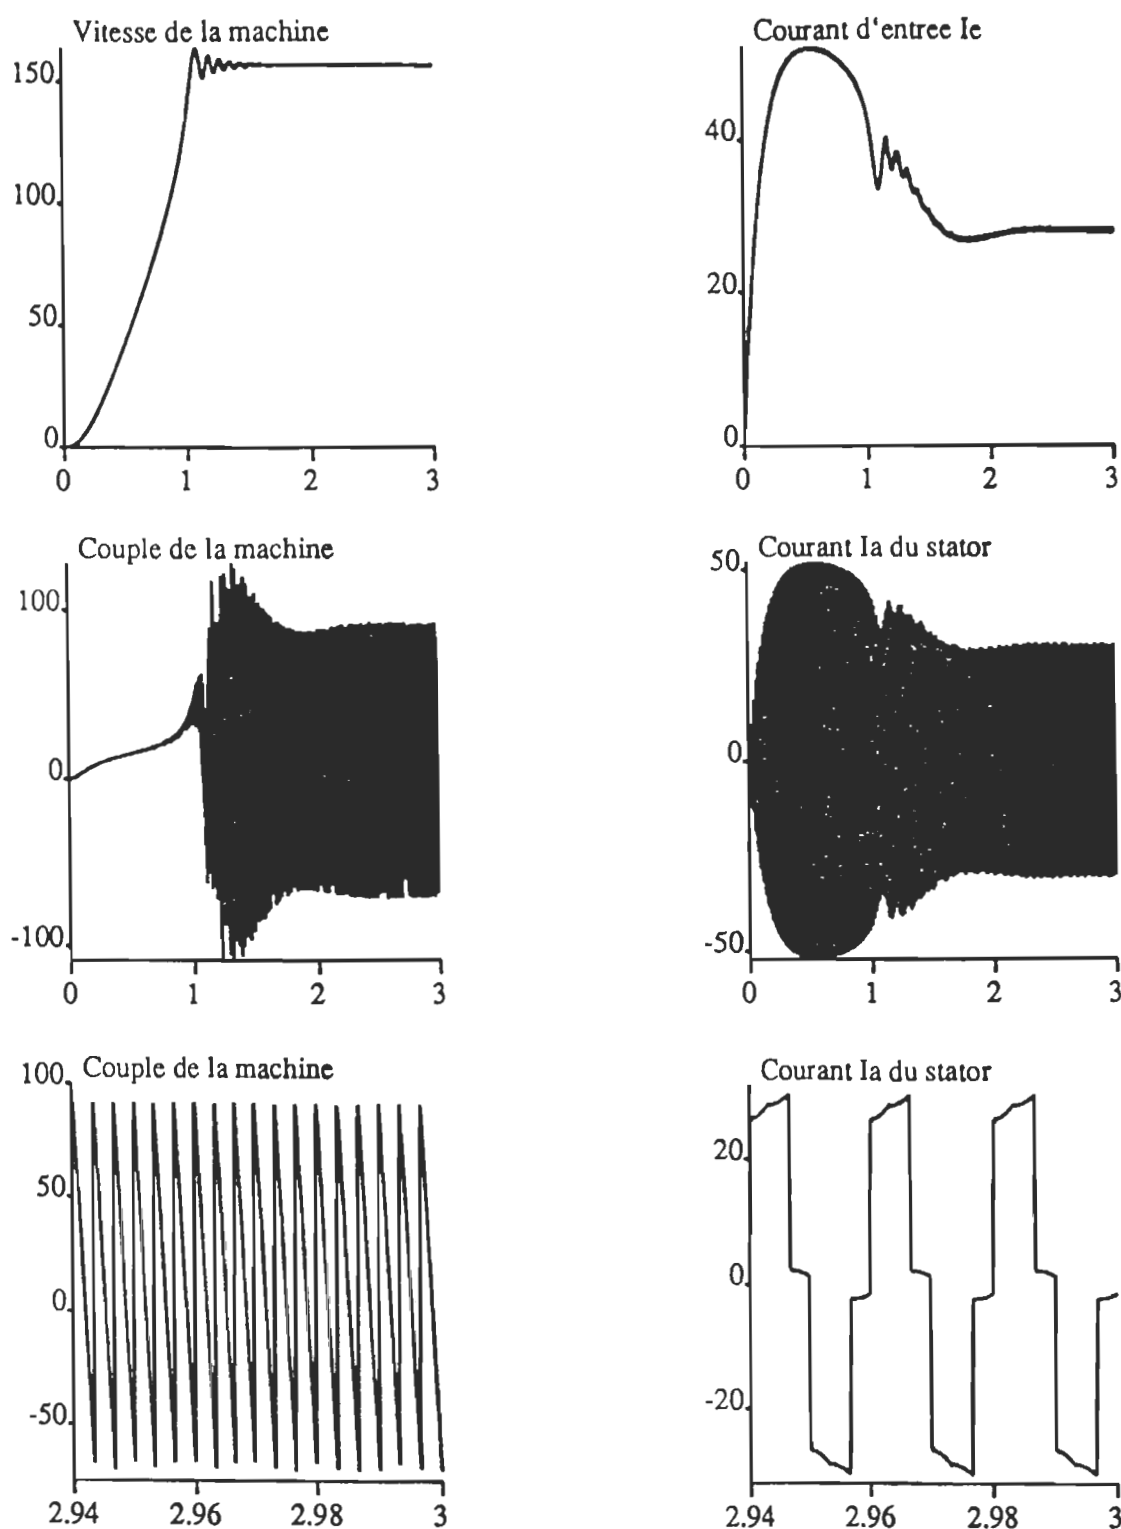 Vitesse de la machine
150
100
50
0
0 1 2 3
Courant d'entree Ie
40
20
0
0 1 2 3
Couple de la machine
100
0
-100
0 1 2 3
Courant Ia du stator
50
0
-50
0 1 2 3
Couple de la machine
100
50
0
-50
2.94 2.96 2.98 3
Courant Ia du stator
20
0
-20
2.94 2.96 2.98 3